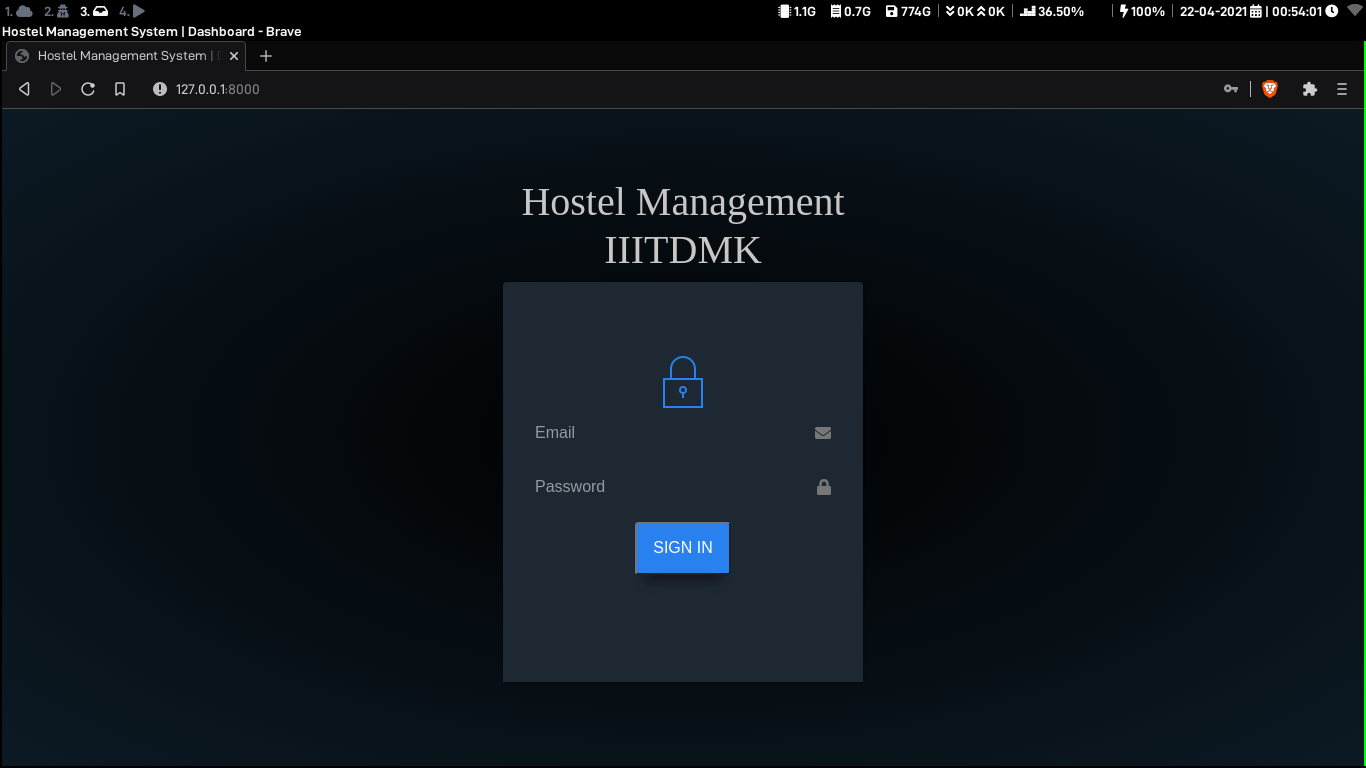 1. 2. 3. 4. 1.1G 0.7G 774G 0K 0K 36.50% 100% 22-04-2021 | 00:54:01
Hostel Management System | Dashboard - Brave
Hostel Management System |
127.0.0.1:8000
Hostel Management
IIITDMK
Email
Password
SIGN IN